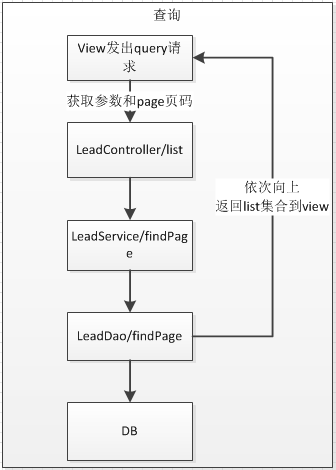 查询
View发出query请
求
获取参数和page页码
LeadController/list
依次向上
返回list集合到view
LeadService/findPag
e
LeadDao/findPage
DB